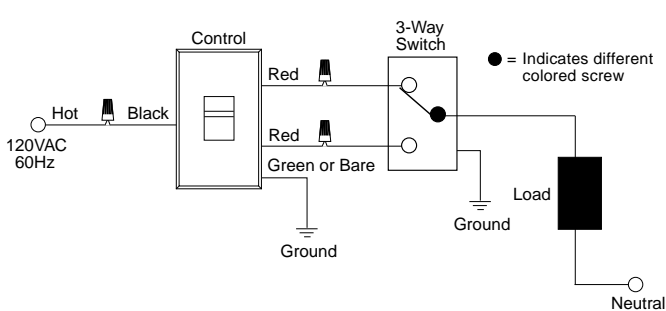 Control
3-Way
Switch
= Indicates different
colored screw
Red
Hot
Black
120VAC
60Hz
Red
Green or Bare
Ground
Ground
Load
Neutral